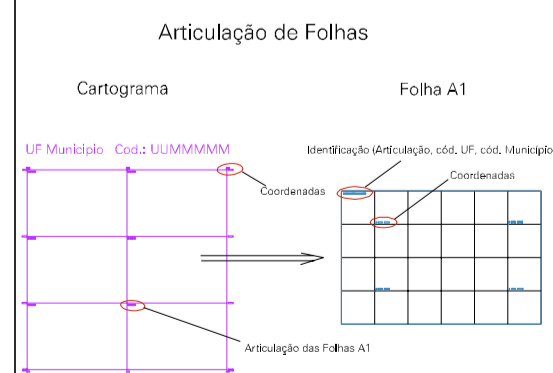 Articulação de Folhas
Cartograma
Folha A1
UF Municipio Cod.: UUMMMMM
Identificação (Articulação, cód. UF, cód. Município
Coordenadas
Coordenadas
Articulação das Folhas A1